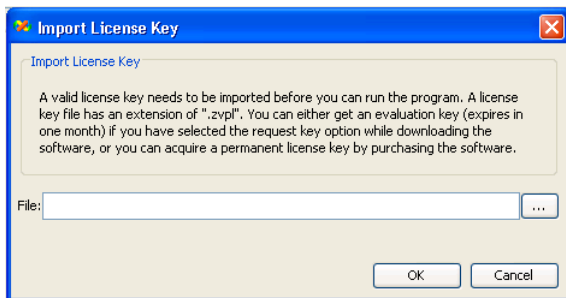 Import License Key
Import License Key
A valid license key needs to be imported before you can run the program. A license
key file has an extension of ".zvpl". You can either get an evaluation key (expires in
one month) if you have selected the request key option while downloading the
software, or you can acquire a permanent license key by purchasing the software.
File:
...
OK
Cancel